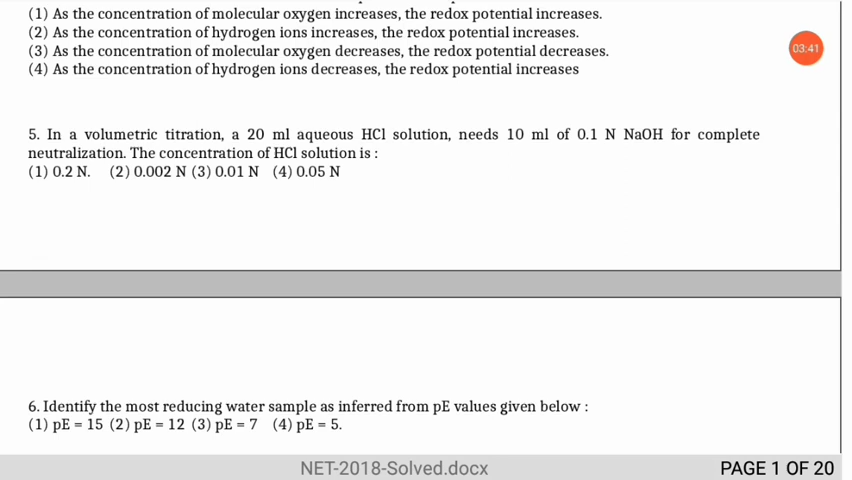 (1) As the concentration of molecular oxygen increases, the redox potential increases.
(2) As the concentration of hydrogen ions increases, the redox potential increases.
(3) As the concentration of molecular oxygen decreases, the redox potential decreases.
(4) As the concentration of hydrogen ions decreases, the redox potential increases
03:41
5. In a volumetric titration, a 20 ml aqueous HCl solution, needs 10 ml of 0.1 N NaOH for complete
neutralization. The concentration of HCl solution is :
(1) 0.2 N. (2) 0.002 N (3) 0.01 N (4) 0.05 N
6. Identify the most reducing water sample as inferred from pE values given below :
(1) pE = 15 (2) pE = 12 (3) pE = 7 (4) pE = 5.
NET-2018-Solved.docx
PAGE 1 OF 20